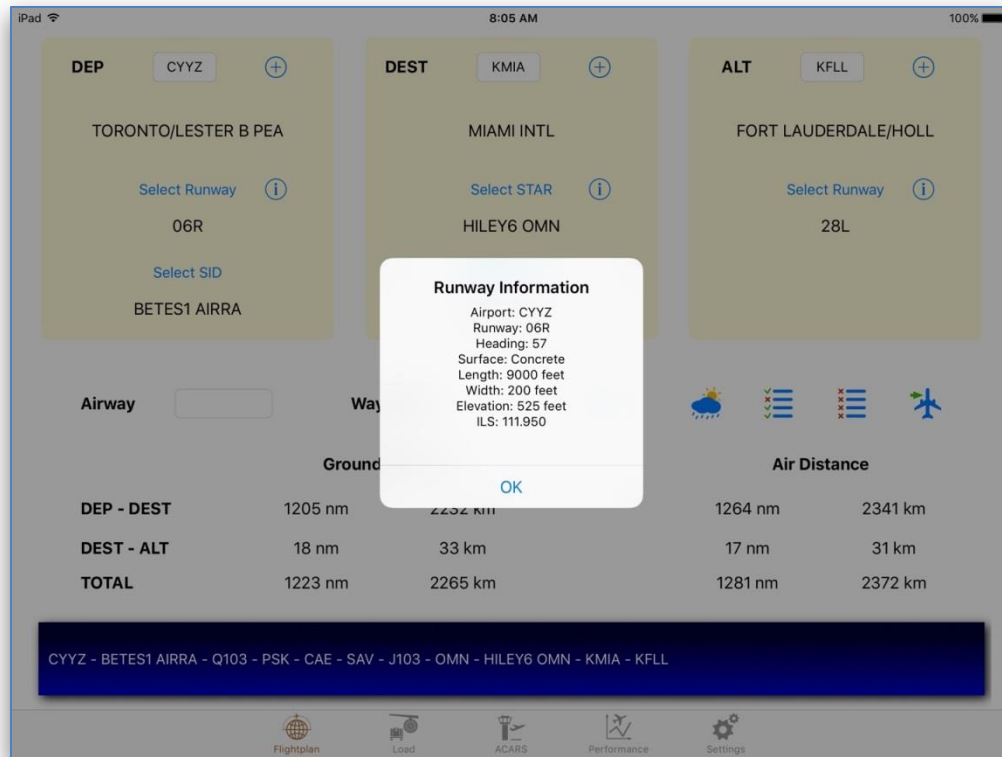 iPad 8:05 AM 100%
DEP CYYZ DEST KMIA ALT KFLL
TORONTO/LESTER B PEA MIAMI INTL FORT LAUDERDALE/HOLL
Select Runway Select STAR Select Runway
06R HILEY6 OMN 28L
Select SID
BETES1 AIRRA
Runway Information
Airport: CYYZ
Runway: 06R
Heading: 57
Surface: Concrete
Length: 9000 feet
Width: 200 feet
Elevation: 525 feet
ILS: 111.950
OK
Airway Way
Ground Air Distance
DEP - DEST 1205 nm 2232 km 1264 nm 2341 km
DEST - ALT 18 nm 33 km 17 nm 31 km
TOTAL 1223 nm 2265 km 1281 nm 2372 km
CYYZ - BETES1 AIRRA - Q103 - PSK - CAE - SAV - J103 - OMN - HILEY6 OMN - KMIA - KFLL
Flightplan Load ACARS Performance Settings